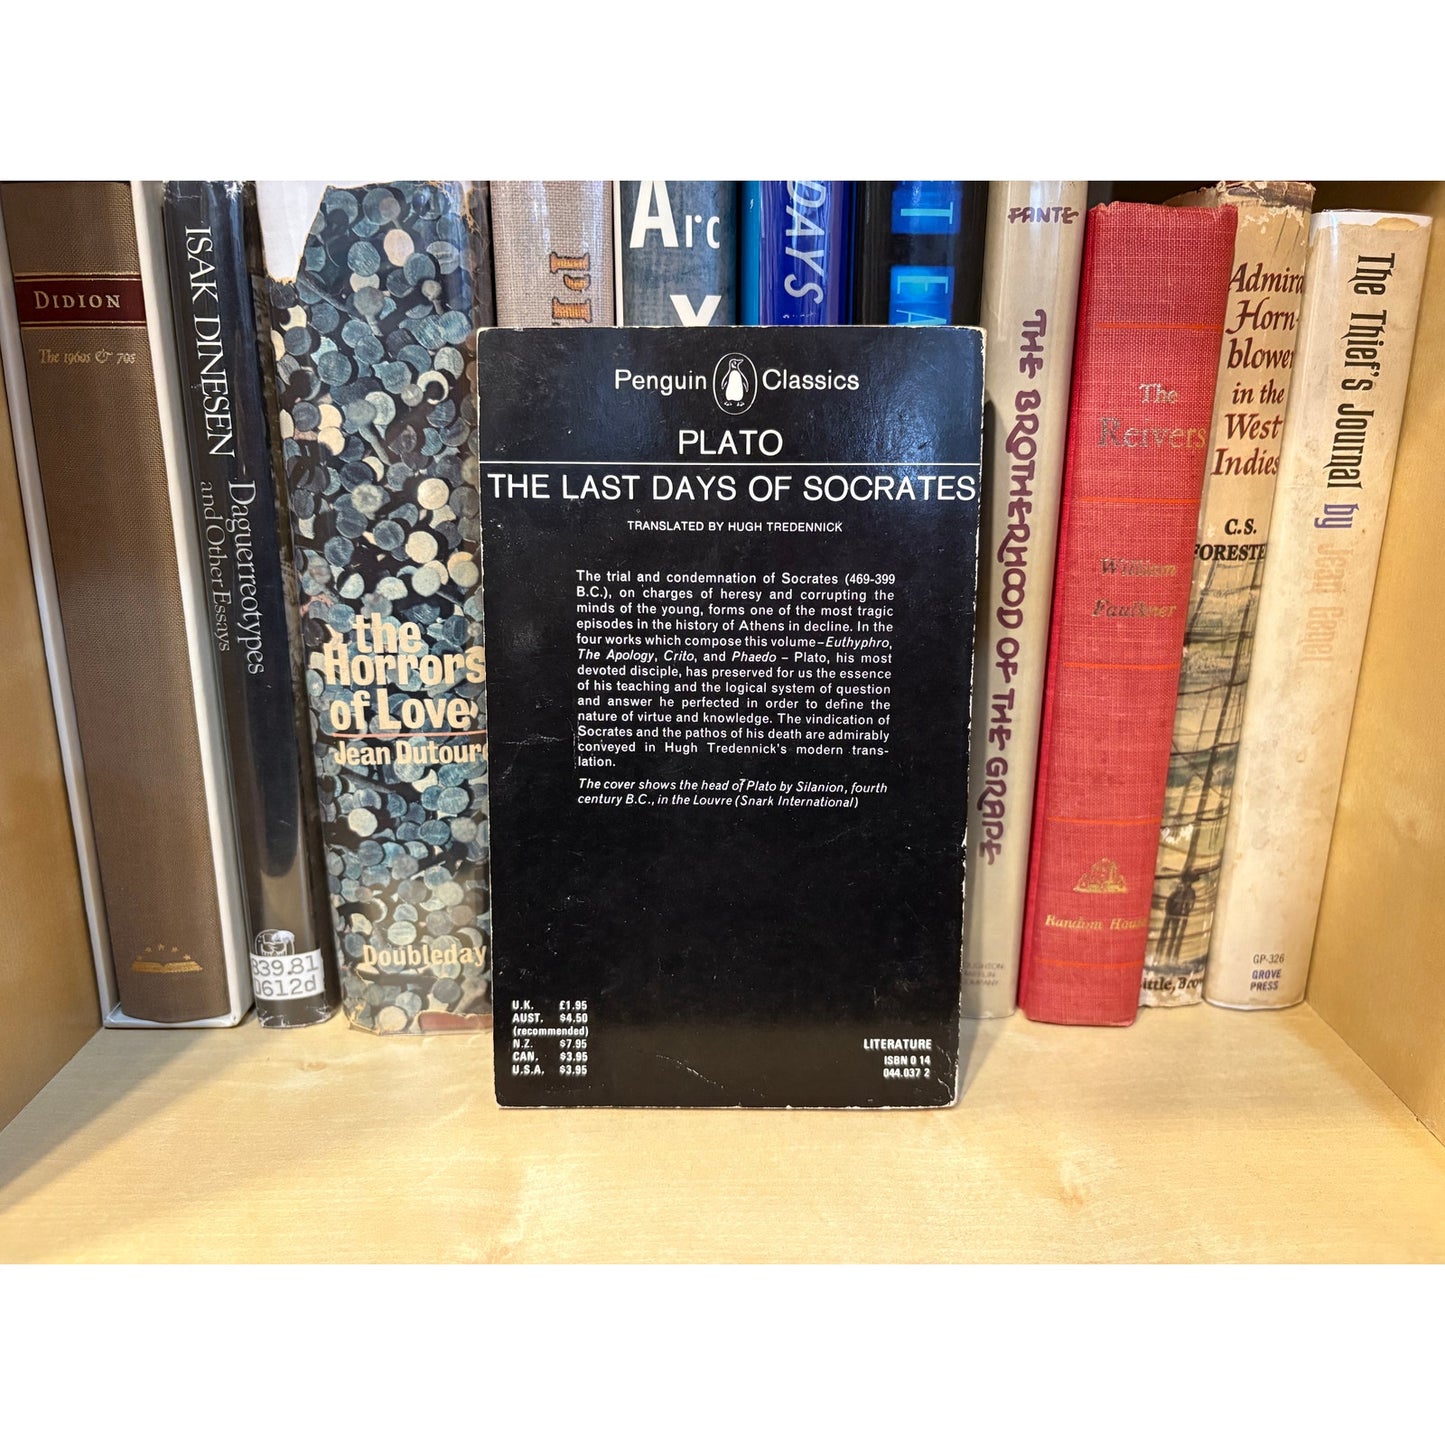 DIDION
The 1960s & 70s
ISAK DINESEN
Daguerreotypes
and Other Essays
839.81
D612d
the
Horrors
of Love
Jean Dutourd
Doubleday
Arc
DAYS
FANTE
THE BROTHERHOOD OF THE GRAPE
The
Reivers
William
Faulkner
Random House
Admiral
Horn-
blower
in the
West
Indies
C.S.
FORESTE
ittle, Brow
The Thief's Journal by Jean Genet
GP-326
GROVE
PRESS
Penguin Classics
PLATO
THE LAST DAYS OF SOCRATES
TRANSLATED BY HUGH TREDENNICK
The trial and condemnation of Socrates (469-399
B.C.), on charges of heresy and corrupting the
minds of the young, forms one of the most tragic
episodes in the history of Athens in decline. In the
four works which compose this volume – Euthyphro,
The Apology, Crito, and Phaedo – Plato, his most
devoted disciple, has preserved for us the essence
of his teaching and the logical system of question
and answer he perfected in order to define the
nature of virtue and knowledge. The vindication of
Socrates and the pathos of his death are admirably
conveyed in Hugh Tredennick's modern trans-
lation.
The cover shows the head of Plato by Silanion, fourth
century B.C., in the Louvre (Snark International)
U.K. £1.95
AUST. $4.50
(recommended)
N.Z. $7.95
CAN. $3.95
U.S.A. $3.95
LITERATURE
ISBN 0 14
044.037 2